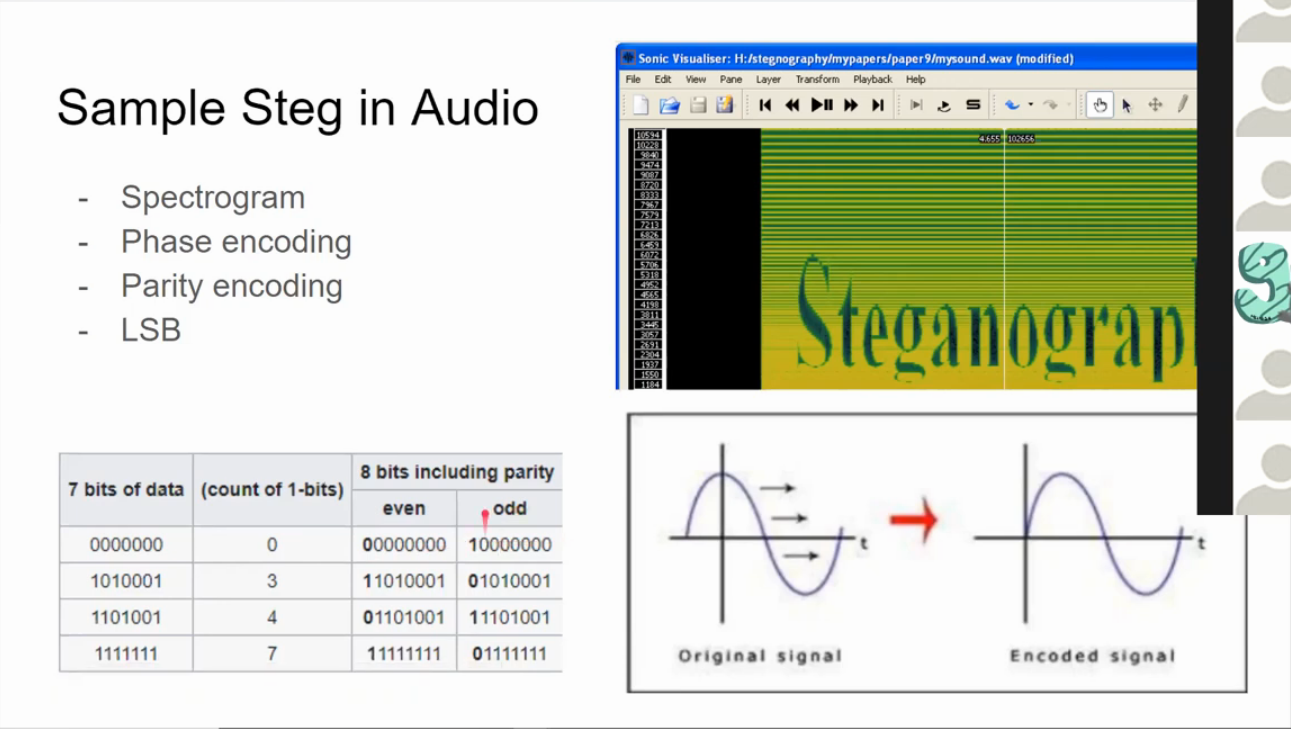 Sample Steg in Audio
- Spectrogram
- Phase encoding
- Parity encoding
- LSB
Sonic Visualiser: H:/stegnography/mypapers/paper9/mysound.wav (modified)
File Edit View Pane Layer Transform Playback Help
4.655 102656
10594
10228
9840
9474
9087
8720
8333
7967
7579
7213
6826
6459
6072
5706
5318
4952
4565
4198
3811
3445
3057
2691
2304
1937
1550
1184
Steganograp
7 bits of data (count of 1-bits) 8 bits including parity
even odd
0000000 0 00000000 10000000
1010001 3 11010001 01010001
1101001 4 01101001 11101001
1111111 7 11111111 01111111
t t
Original signal Encoded signal